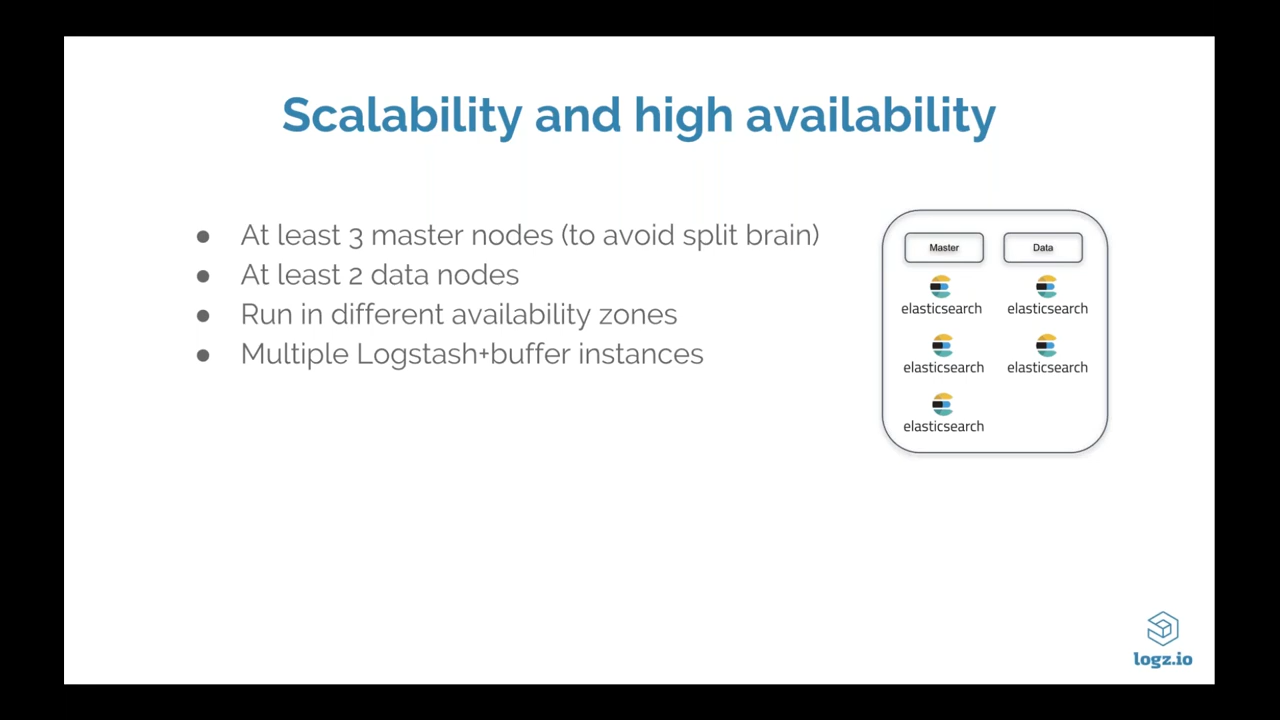 Scalability and high availability
● At least 3 master nodes (to avoid split brain)
● At least 2 data nodes
● Run in different availability zones
● Multiple Logstash+buffer instances
Master Data
elasticsearch elasticsearch
elasticsearch elasticsearch
elasticsearch
logz.io